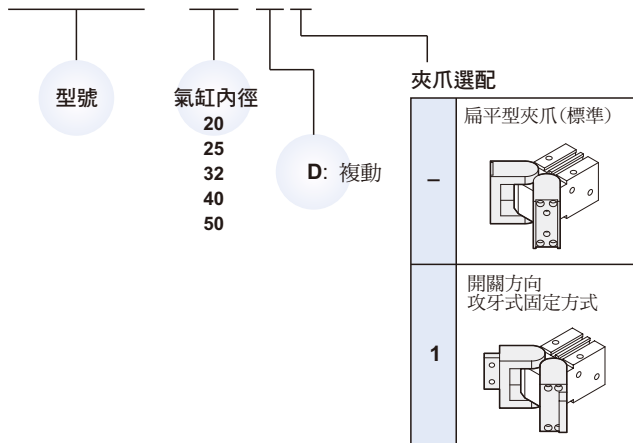 型號
氣缸內徑
20
25
32
40
50
D: 複動
夾爪選配
–
扁平型夾爪(標準)
1
開關方向
攻牙式固定方式